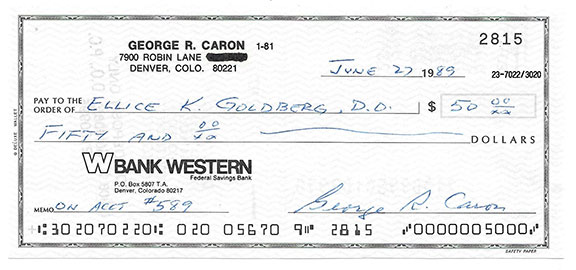 GEORGE R. CARON 1-81
7900 ROBIN LANE
DENVER, COLO. 80221
2815
JUNE 27 1989
23-7022/3020
PAY TO THE ORDER OF ELLICE K. GOLDBERG, D.O. $ 50 00/xx
FIFTY AND 00/xx DOLLARS
W BANK WESTERN
Federal Savings Bank
P.O. Box 5807 T.A.
Denver, Colorado 80217
MEMO ON ACCT #589 George R. Caron
⑆302070220⑆ 020 05670 9⑈ 2815 ⑈0000005000⑈
SAFETY PAPER